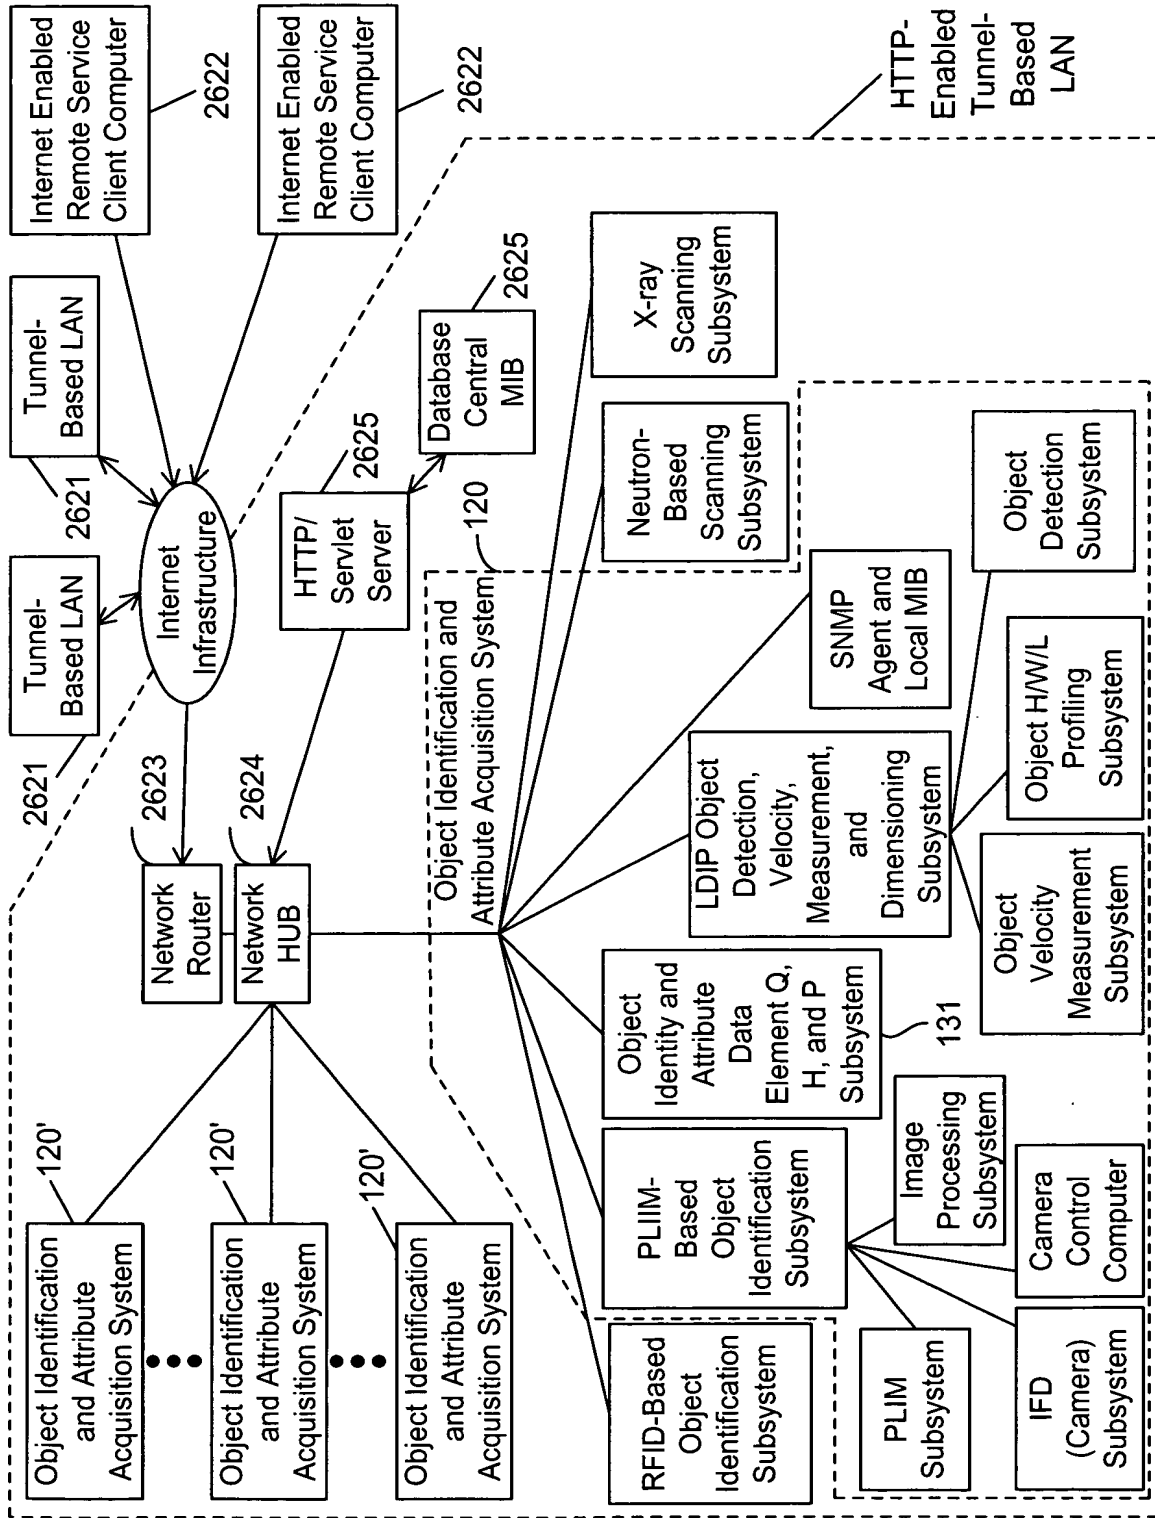 Object Identification
and Attribute
Acquisition System
120'
Object Identification
and Attribute
Acquisition System
120'
Object Identification
and Attribute
Acquisition System
120'
2621
Tunnel-
Based LAN
2621
Tunnel-
Based LAN
Internet Enabled
Remote Service
Client Computer
2622
Internet Enabled
Remote Service
Client Computer
2622
Internet
Infrastructure
2623
Network
Router
2624
Network
HUB
HTTP/
Servlet
Server
2625
Database
Central
MIB
2625
Object Identification and
Attribute Acquisition System
120
RFID-Based
Object
Identification
Subsystem
PLIIM-
Based
Object
Identification
Subsystem
Object
Identity and
Attribute
Data
Element Q,
H, and P
Subsystem
131
LDIP Object
Detection,
Velocity,
Measurement,
and
Dimensioning
Subsystem
SNMP
Agent and
Local MIB
Neutron-
Based
Scanning
Subsystem
X-ray
Scanning
Subsystem
HTTP-
Enabled
Tunnel-
Based
LAN
PLIM
Subsystem
IFD
(Camera)
Subsystem
Camera
Control
Computer
Image
Processing
Subsystem
Object
Velocity
Measurement
Subsystem
Object H/W/L
Profiling
Subsystem
Object
Detection
Subsystem